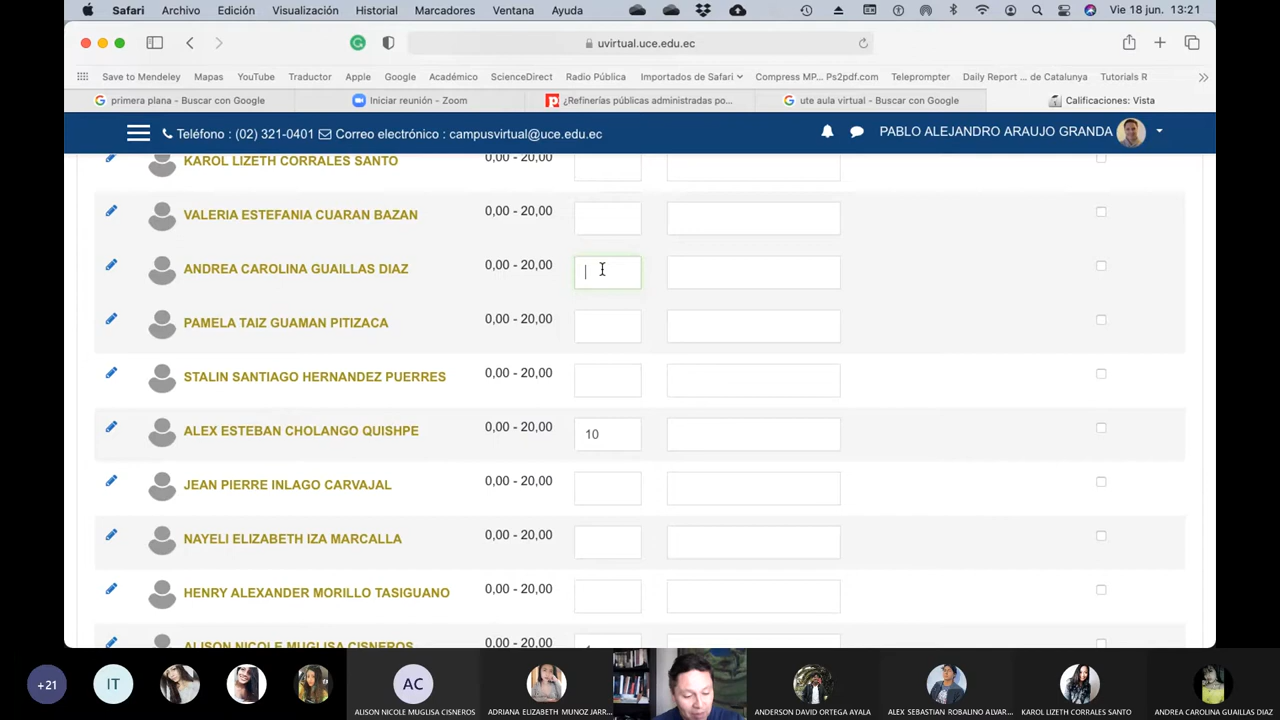 Safari Archivo Edición Visualización Historial Marcadores Ventana Ayuda Vie 18 jun. 13:21
uvirtual.uce.edu.ec
Save to Mendeley Mapas YouTube Traductor Apple Google Académico ScienceDirect Radio Pública Importados de Safari Compress MP... Ps2pdf.com Teleprompter Daily Report ... de Catalunya Tutorials R
primera plana - Buscar con Google Iniciar reunión - Zoom ¿Refinerías públicas administradas po... ute aula virtual - Buscar con Google Calificaciones: Vista
Teléfono : (02) 321-0401 Correo electrónico : campusvirtual@uce.edu.ec PABLO ALEJANDRO ARAUJO GRANDA
KAROL LIZETH CORRALES SANTO 0,00 - 20,00
VALERIA ESTEFANIA CUARAN BAZAN 0,00 - 20,00
ANDREA CAROLINA GUAILLAS DIAZ 0,00 - 20,00
PAMELA TAIZ GUAMAN PITIZACA 0,00 - 20,00
STALIN SANTIAGO HERNANDEZ PUERRES 0,00 - 20,00
ALEX ESTEBAN CHOLANGO QUISHPE 0,00 - 20,00 10
JEAN PIERRE INLAGO CARVAJAL 0,00 - 20,00
NAYELI ELIZABETH IZA MARCALLA 0,00 - 20,00
HENRY ALEXANDER MORILLO TASIGUANO 0,00 - 20,00
ALISON NICOLE MUGLISA CISNEROS 0,00 - 20,00
+21 IT AC
ALISON NICOLE MUGLISA CISNEROS ADRIANA ELIZABETH MUNOZ JARR... ANDERSON DAVID ORTEGA AYALA ALEX SEBASTIAN ROBALINO ALVAR... KAROL LIZETH CORRALES SANTO ANDREA CAROLINA GUAILLAS DIAZ